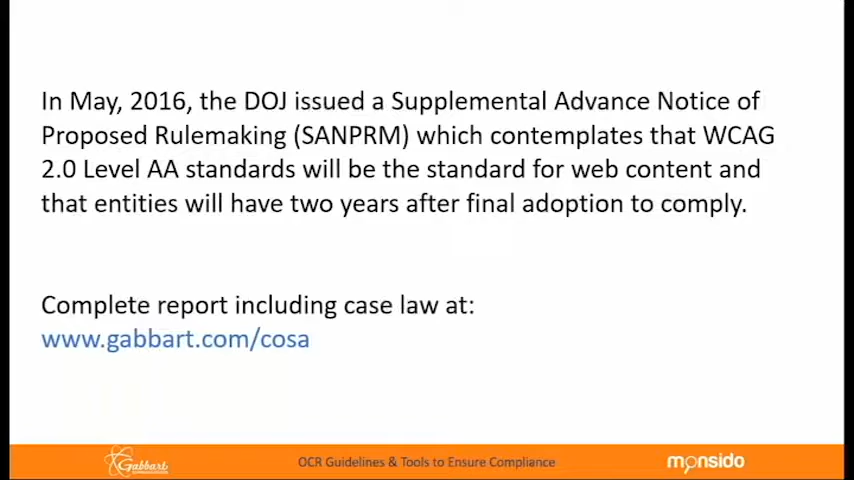 In May, 2016, the DOJ issued a Supplemental Advance Notice of
Proposed Rulemaking (SANPRM) which contemplates that WCAG
2.0 Level AA standards will be the standard for web content and
that entities will have two years after final adoption to comply.
Complete report including case law at:
www.gabbart.com/cosa
Gabbart
OCR Guidelines & Tools to Ensure Compliance
monsido